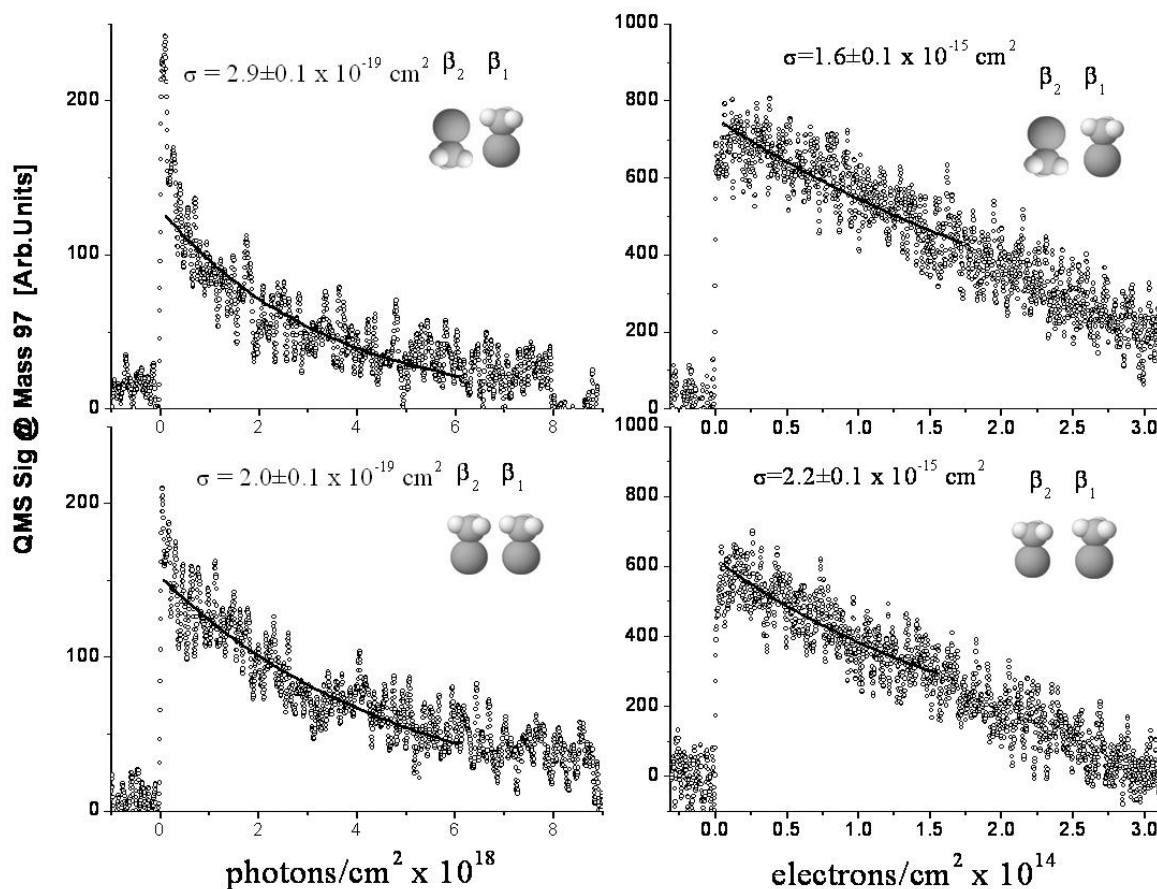 QMS Sig @ Mass 97 [Arb.Units]
σ = 2.9±0.1 x 10⁻¹⁹ cm² β₂ β₁
200
100
0
0 2 4 6 8
σ=1.6±0.1 x 10⁻¹⁵ cm²
β₂ β₁
1000
800
600
400
200
0
0.0 0.5 1.0 1.5 2.0 2.5 3.0
σ = 2.0±0.1 x 10⁻¹⁹ cm² β₂ β₁
200
100
0
0 2 4 6 8
photons/cm² x 10¹⁸
σ=2.2±0.1 x 10⁻¹⁵ cm² β₂ β₁
1000
800
600
400
200
0
0.0 0.5 1.0 1.5 2.0 2.5 3.0
electrons/cm² x 10¹⁴